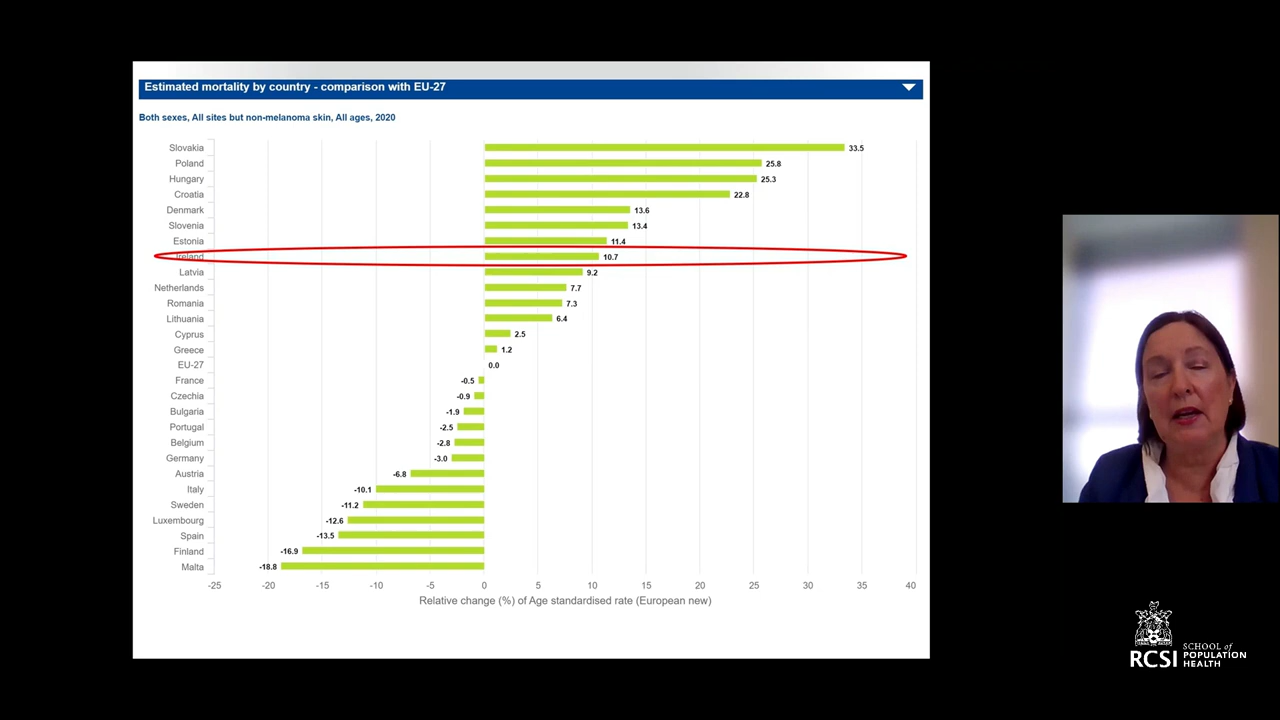 Estimated mortality by country - comparison with EU-27
Both sexes, All sites but non-melanoma skin, All ages, 2020
Slovakia 33.5
Poland 25.8
Hungary 25.3
Croatia 22.8
Denmark 13.6
Slovenia 13.4
Estonia 11.4
Ireland 10.7
Latvia 9.2
Netherlands 7.7
Romania 7.3
Lithuania 6.4
Cyprus 2.5
Greece 1.2
EU-27 0.0
France -0.5
Czechia -0.9
Bulgaria -1.9
Portugal -2.5
Belgium -2.8
Germany -3.0
Austria -6.8
Italy -10.1
Sweden -11.2
Luxembourg -12.6
Spain -13.5
Finland -16.9
Malta -18.8
-25 -20 -15 -10 -5 0 5 10 15 20 25 30 35 40
Relative change (%) of Age standardised rate (European new)
RCSI
SCHOOL of
POPULATION
HEALTH